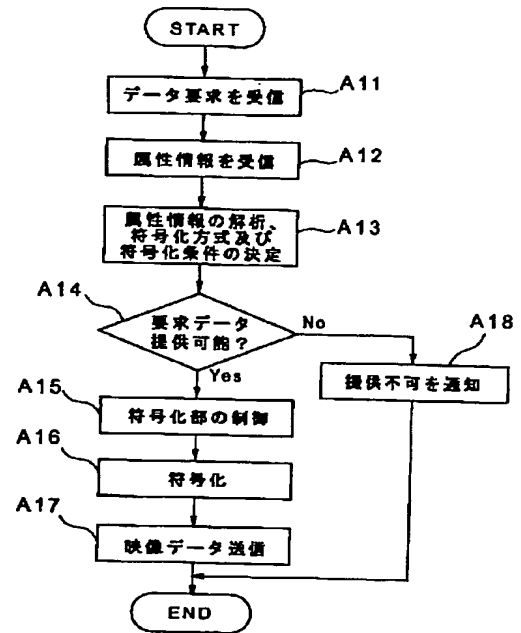 START
データ要求を受信
A11
属性情報を受信
A12
属性情報の解析、
符号化方式及び
符号化条件の決定
A13
A14
要求データ
提供可能？
No
A18
Yes
提供不可を通知
A15
符号化部の制御
A16
符号化
A17
映像データ送信
END